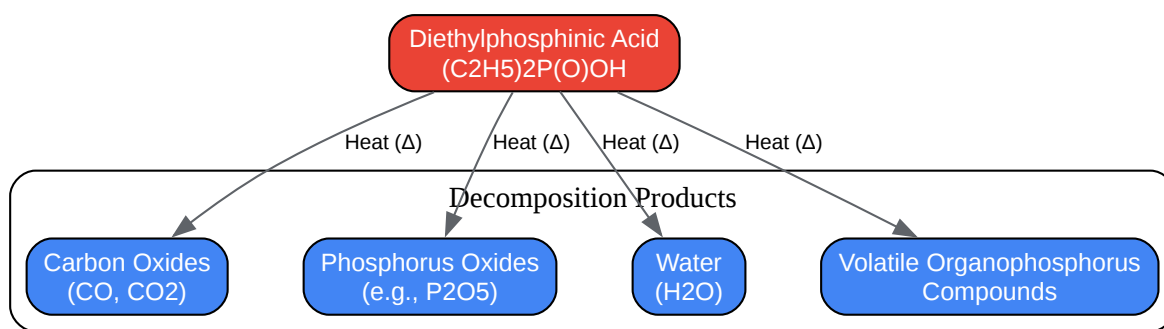 Diethylphosphinic Acid
(C2H5)2P(O)OH
Heat (Δ)
Heat (Δ)
Heat (Δ)
Heat (Δ)
Decomposition Products
Carbon Oxides
(CO, CO2)
Phosphorus Oxides
(e.g., P2O5)
Water
(H2O)
Volatile Organophosphorus
Compounds